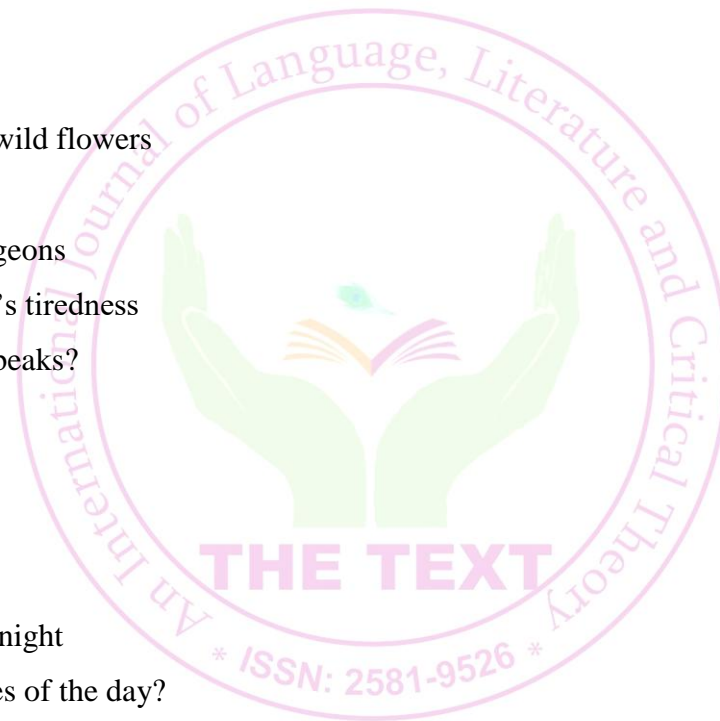 wild flowers
geons
's tiredness
peaks?
night
es of the day?
An International Journal of Language, Literature and Critical Theory
THE TEXT
* ISSN: 2581-9526 *